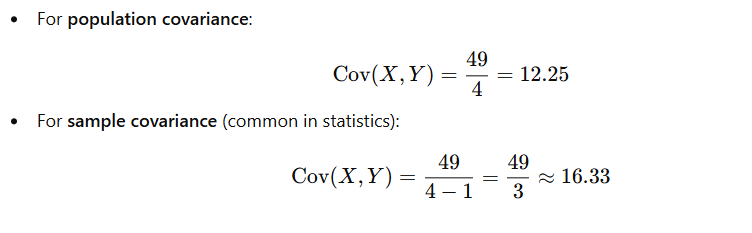 • For population covariance:
Cov(X, Y) = 49/4 = 12.25
• For sample covariance (common in statistics):
Cov(X, Y) = 49/(4 − 1) = 49/3 ≈ 16.33